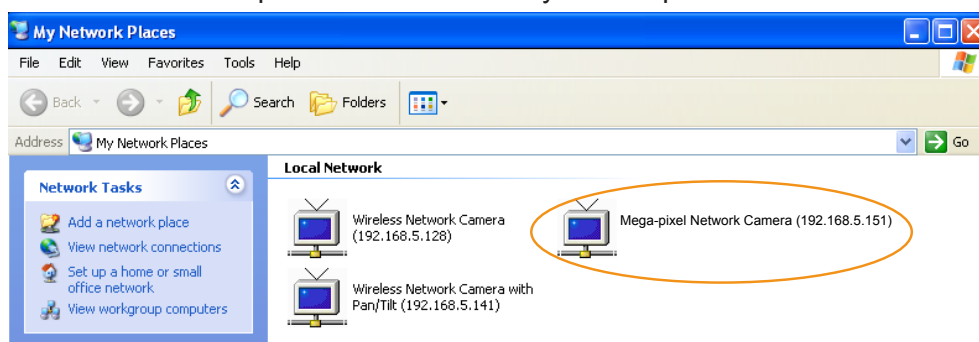 My Network Places
File Edit View Favorites Tools Help
Back Search Folders
Address My Network Places Go
Local Network
Network Tasks
Add a network place
View network connections
Set up a home or small
office network
View workgroup computers
Wireless Network Camera
(192.168.5.128)
Mega-pixel Network Camera (192.168.5.151)
Wireless Network Camera with
Pan/Tilt (192.168.5.141)